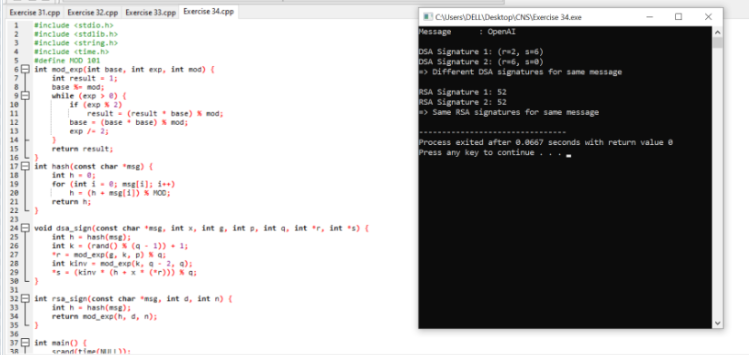 Exercise 31.cpp Exercise 32.cpp Exercise 33.cpp Exercise 34.cpp
1 #include <stdio.h>
2 #include <stdlib.h>
3 #include <string.h>
4 #include <time.h>
5 #define MOD 101
6 int mod_exp(int base, int exp, int mod) {
7 int result = 1;
8 base %= mod;
9 while (exp > 0) {
10 if (exp % 2)
11 result = (result * base) % mod;
12 base = (base * base) % mod;
13 exp /= 2;
14 }
15 return result;
16 }
17 int hash(const char *msg) {
18 int h = 0;
19 for (int i = 0; msg[i]; i++)
20 h = (h + msg[i]) % MOD;
21 return h;
22 }
23
24 void dsa_sign(const char *msg, int x, int g, int p, int q, int *r, int *s) {
25 int h = hash(msg);
26 int k = (rand() % (q - 1)) + 1;
27 *r = mod_exp(g, k, p) % q;
28 int kinv = mod_exp(k, q - 2, q);
29 *s = (kinv * (h + x * (*r))) % q;
30 }
31
32 int rsa_sign(const char *msg, int d, int n) {
33 int h = hash(msg);
34 return mod_exp(h, d, n);
35 }
36
37 int main() {
38 srand(time(NULL));
C:\Users\DELL\Desktop\CNS\Exercise 34.exe
Message : OpenAI
DSA Signature 1: (r=2, s=6)
DSA Signature 2: (r=6, s=0)
=> Different DSA signatures for same message
RSA Signature 1: 52
RSA Signature 2: 52
=> Same RSA signatures for same message
--------------------------------
Process exited after 0.0667 seconds with return value 0
Press any key to continue . . .